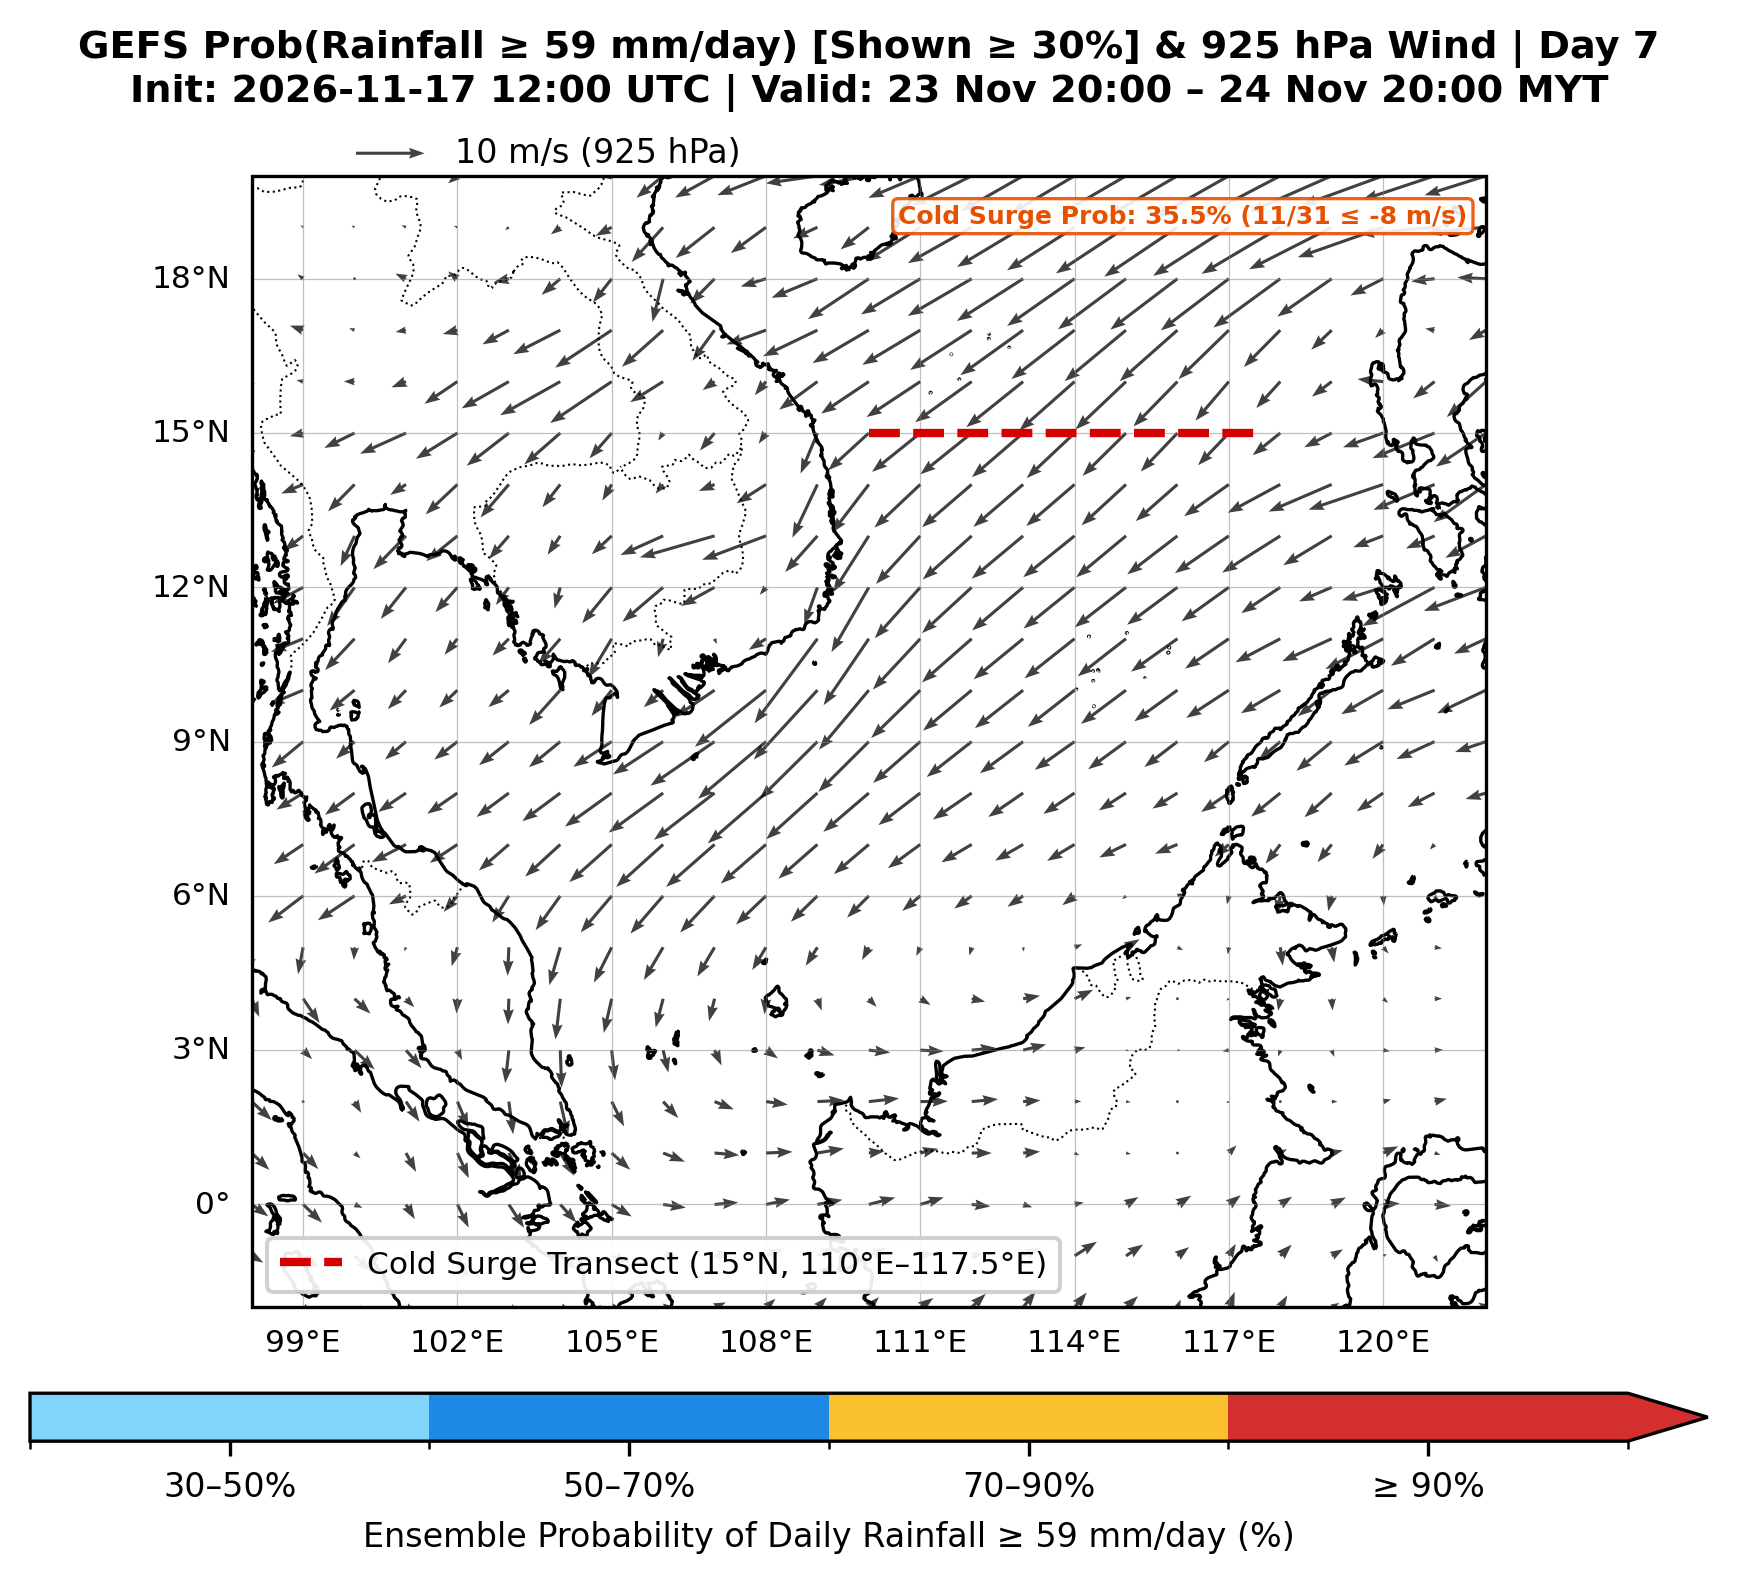 GEFS Prob(Rainfall ≥ 59 mm/day) [Shown ≥ 30%] & 925 hPa Wind | Day 7
Init: 2026-11-17 12:00 UTC | Valid: 23 Nov 20:00 – 24 Nov 20:00 MYT
10 m/s (925 hPa)
Cold Surge Prob: 35.5% (11/31 ≤ -8 m/s)
18°N
15°N
12°N
9°N
6°N
3°N
0°
Cold Surge Transect (15°N, 110°E–117.5°E)
99°E 102°E 105°E 108°E 111°E 114°E 117°E 120°E
30–50% 50–70% 70–90% ≥ 90%
Ensemble Probability of Daily Rainfall ≥ 59 mm/day (%)